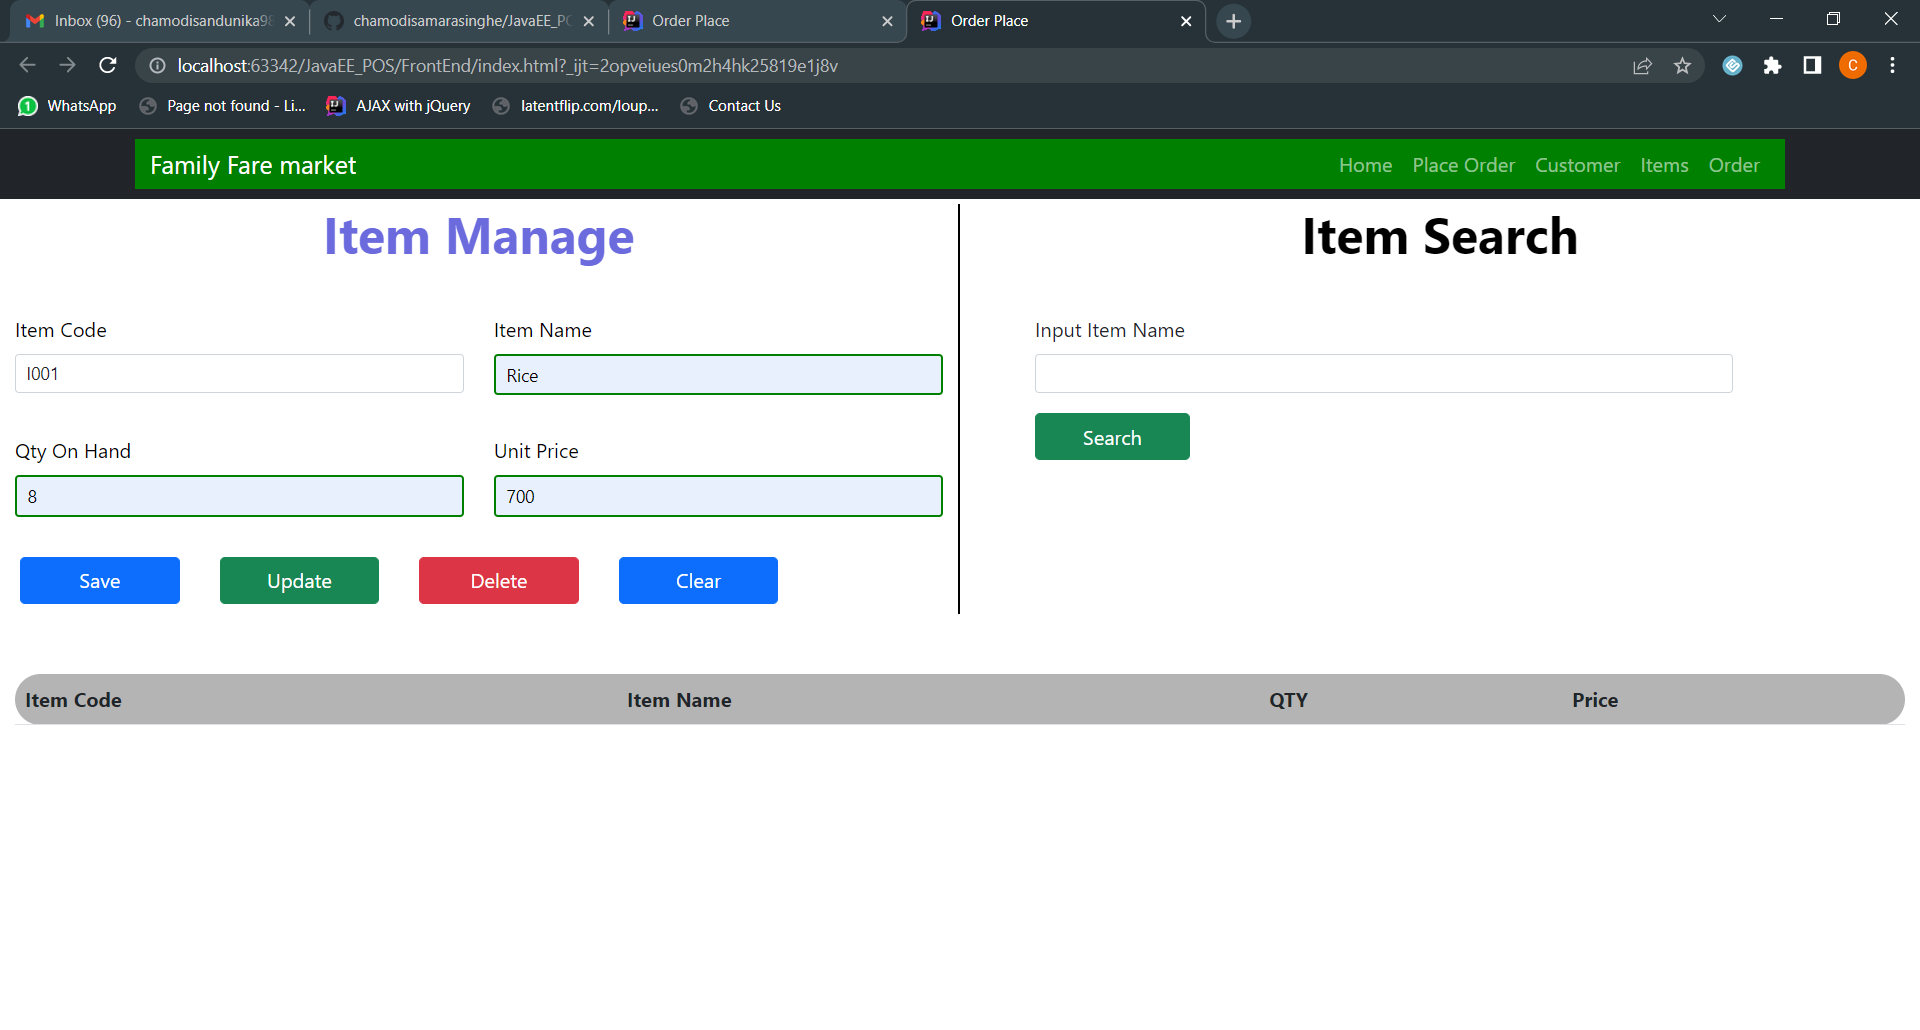 Inbox (96) - chamodisandunika98
chamodisamarasinghe/JavaEE_PO
Order Place
Order Place
localhost:63342/JavaEE_POS/FrontEnd/index.html?_ijt=2opveiues0m2h4hk25819e1j8v
C
1
WhatsApp
Page not found - Li...
AJAX with jQuery
latentflip.com/loup...
Contact Us
Family Fare market
Home
Place Order
Customer
Items
Order
Item Manage
Item Search
Item Code
Item Name
Input Item Name
I001
Rice
Qty On Hand
Unit Price
Search
8
700
Save
Update
Delete
Clear
Item Code
Item Name
QTY
Price